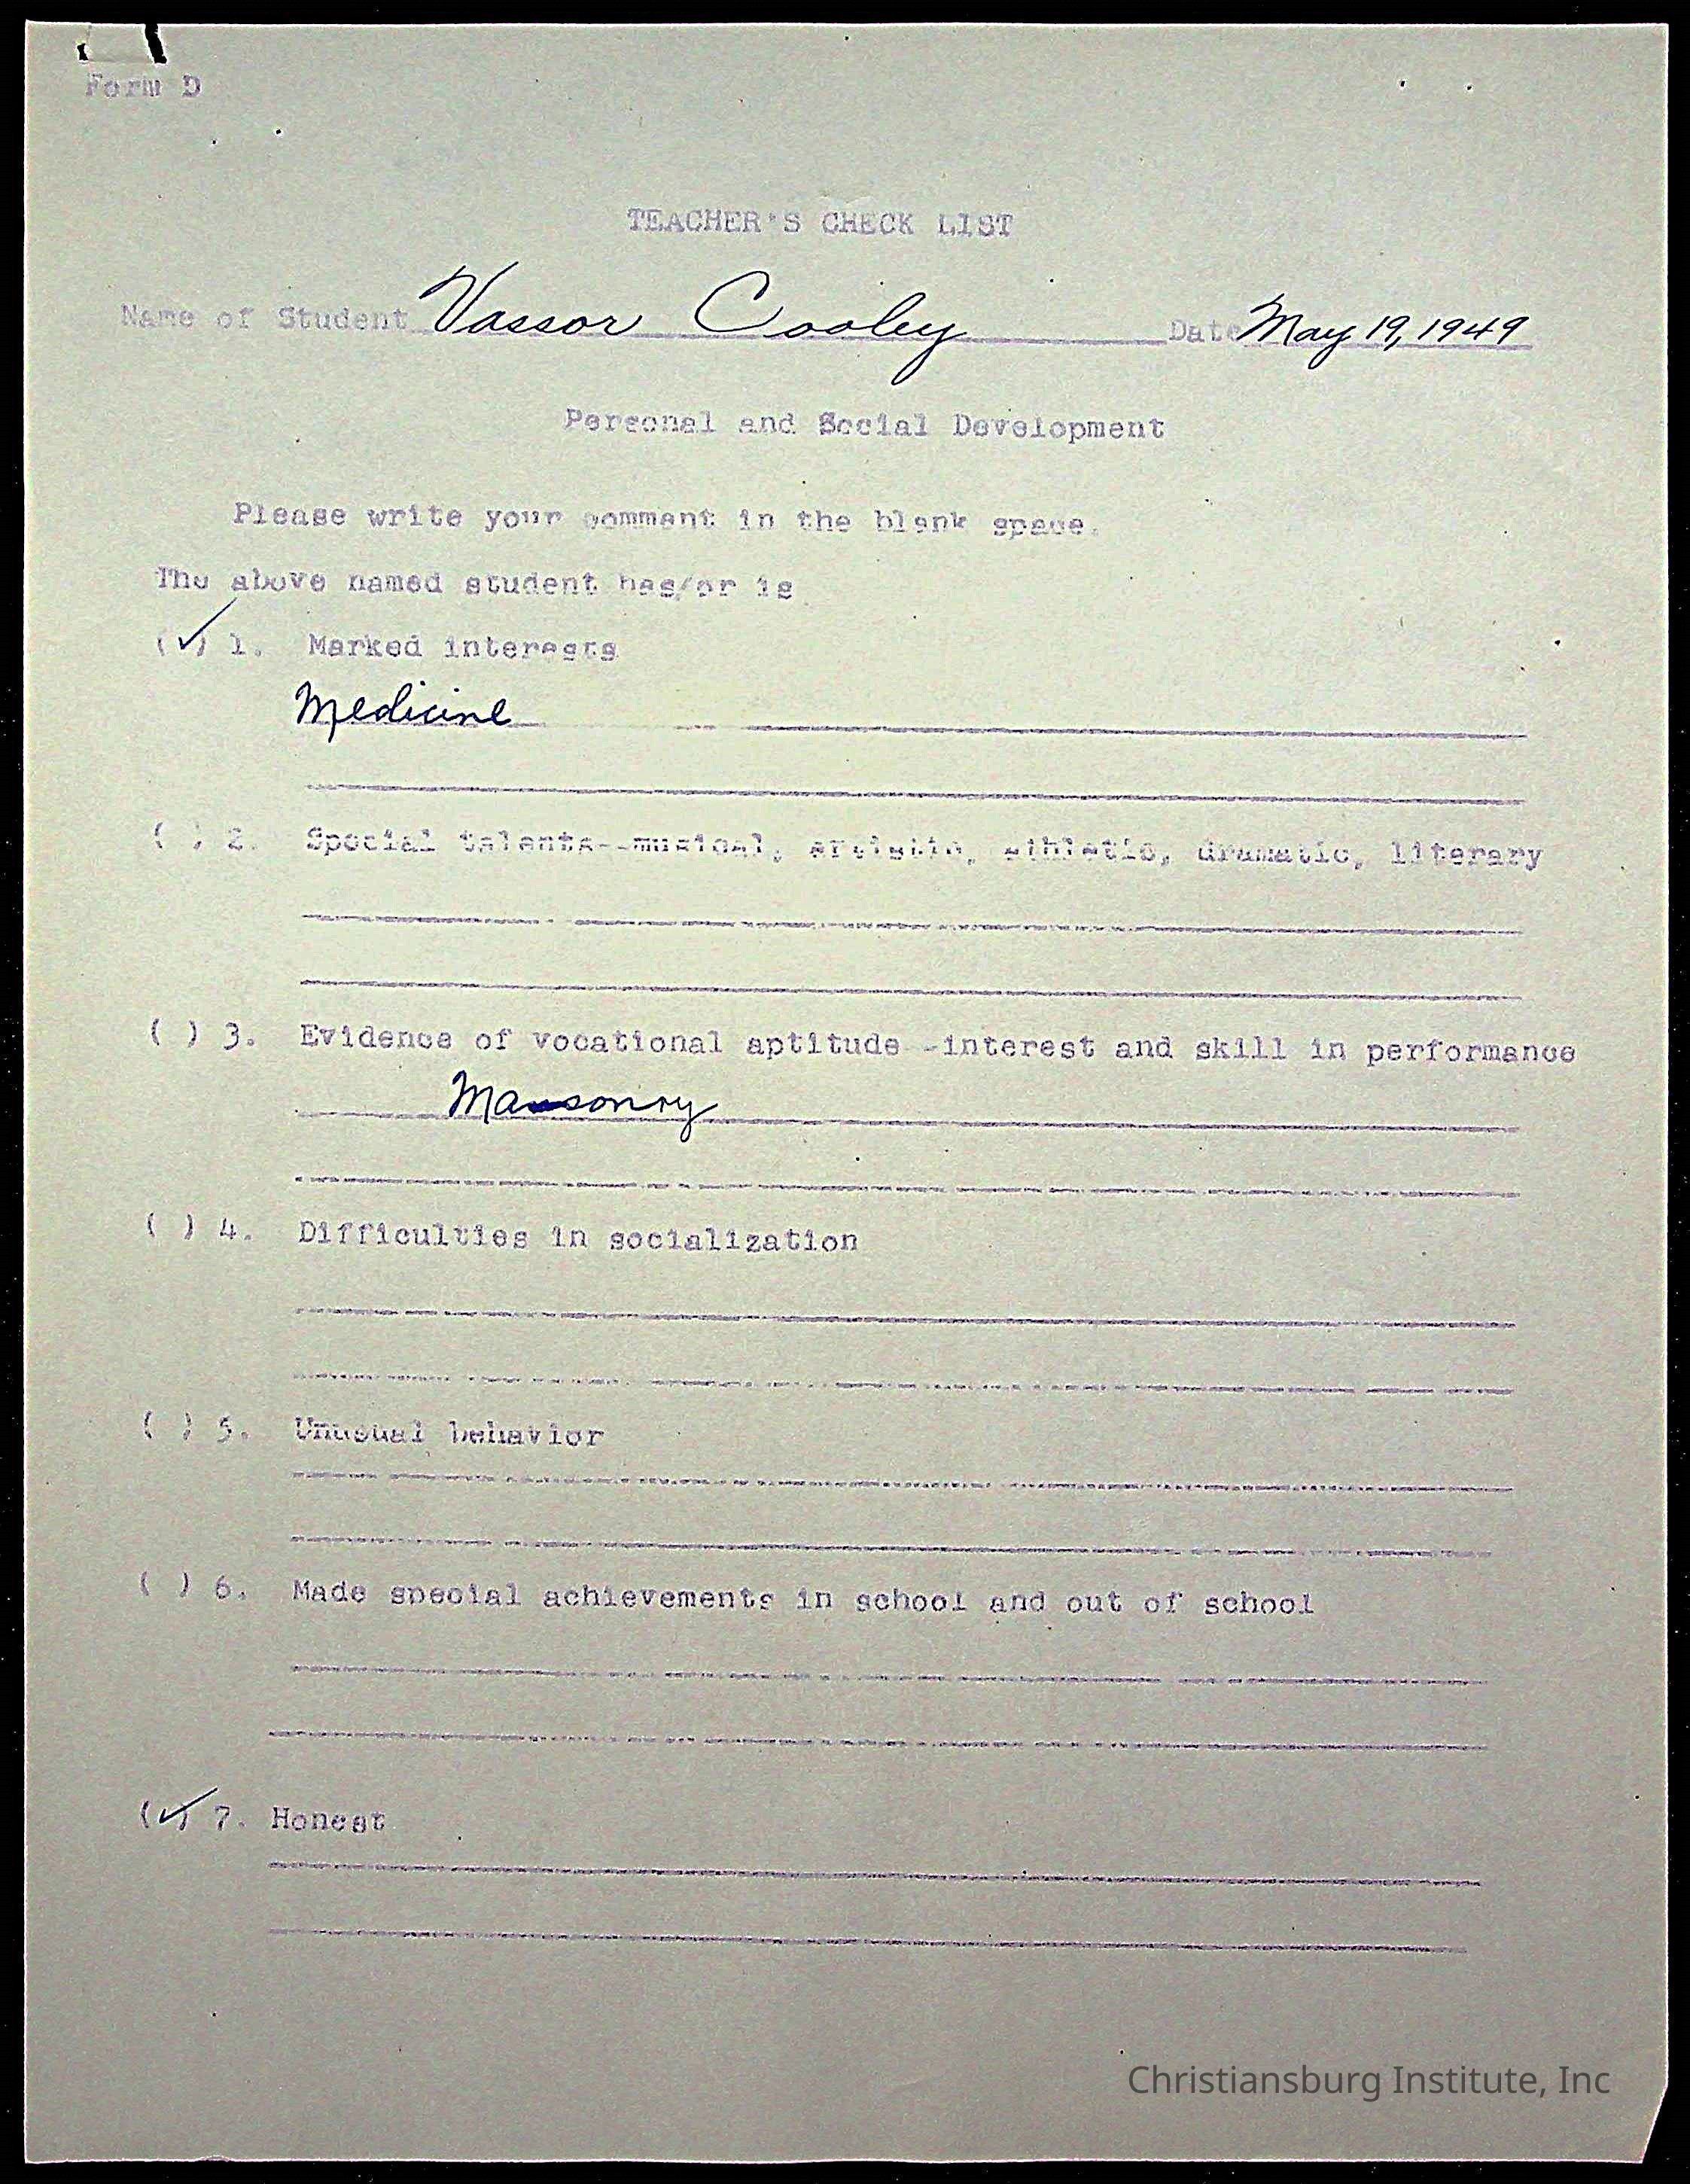 Form D
TEACHER'S CHECK LIST
Name of Student Vassor Cooley Date May 19, 1949
Personal and Social Development
Please write your comment in the blank space.
The above named student has/or is
(✓) 1. Marked interests
Medicine
( ) 2. Special talents--musical, artistic, athletic, dramatic, literary
( ) 3. Evidence of vocational aptitude -interest and skill in performance
Masonry
( ) 4. Difficulties in socialization
( ) 5. Unusual behavior
( ) 6. Made special achievements in school and out of school
(✓) 7. Honest
Christiansburg Institute, Inc